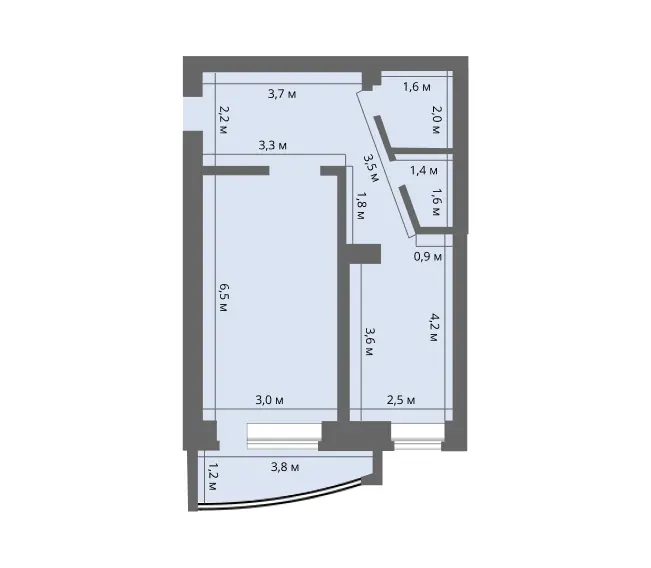 1,6 м
3,7 м
2,2 м
2,0 м
3,3 м
3,5 м
1,4 м
1,6 м
1,8 м
0,9 м
6,5 м
4,2 м
3,6 м
3,0 м
2,5 м
3,8 м
1,2 м